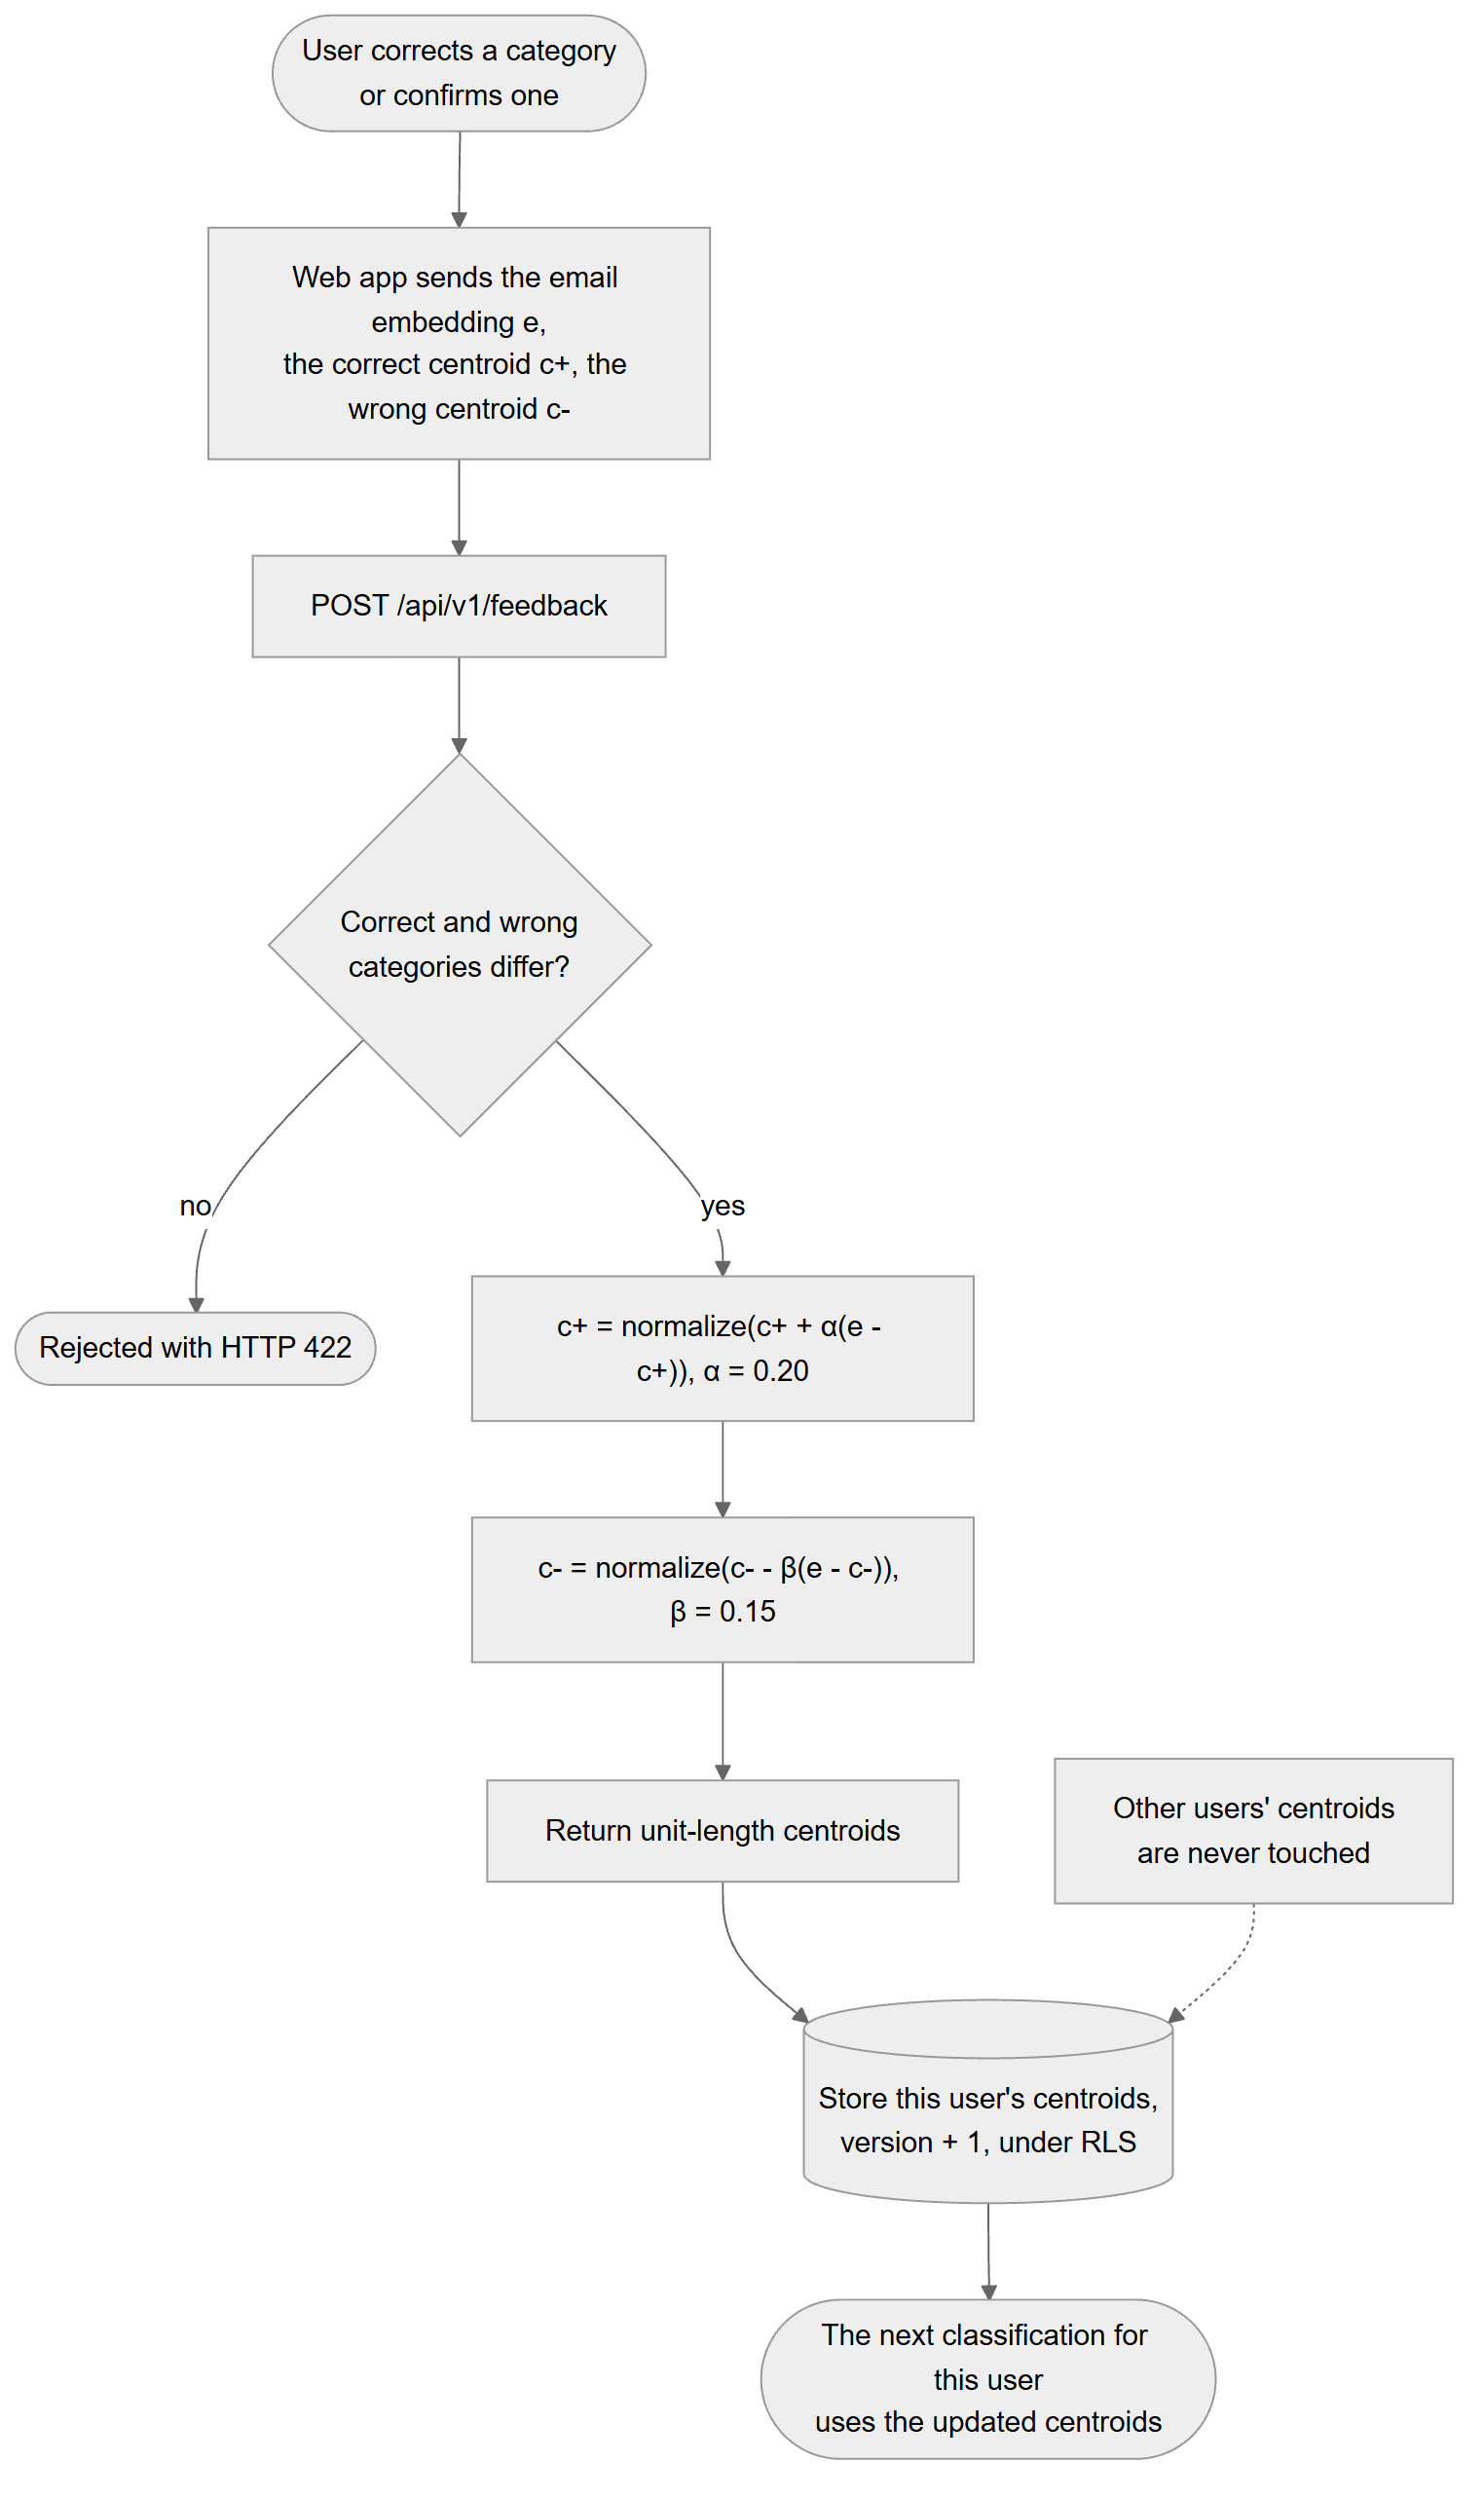 User corrects a category
or confirms one
Web app sends the email
embedding e,
the correct centroid c+, the
wrong centroid c-
POST /api/v1/feedback
Correct and wrong
categories differ?
no
yes
Rejected with HTTP 422
c+ = normalize(c+ + α(e -
c+)), α = 0.20
c- = normalize(c- - β(e - c-)),
β = 0.15
Return unit-length centroids
Other users' centroids
are never touched
Store this user's centroids,
version + 1, under RLS
The next classification for
this user
uses the updated centroids